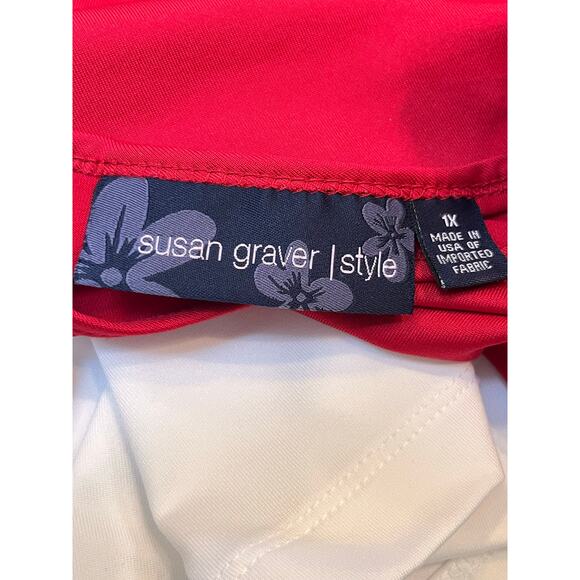 susan graver | style
1X
MADE IN
USA OF
IMPORTED
FABRIC